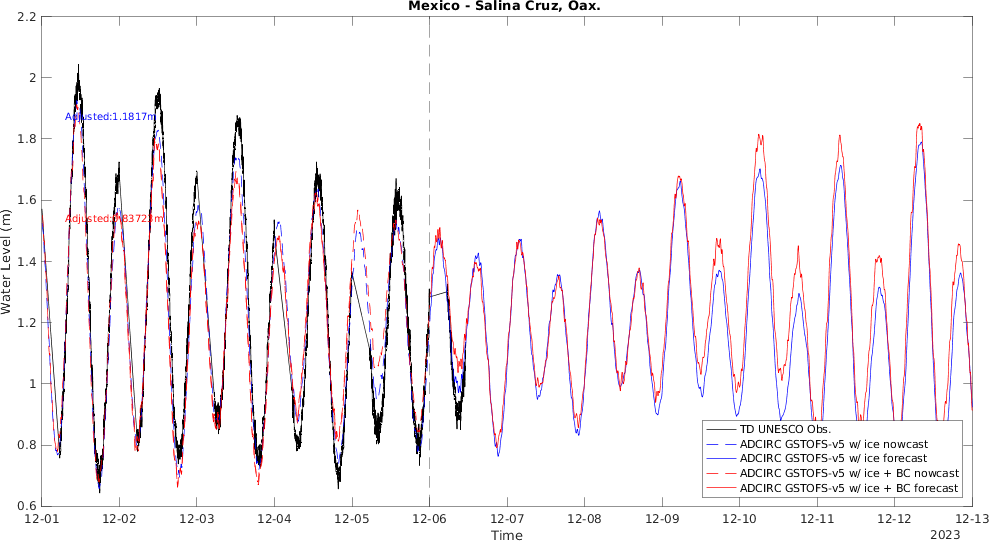 Mexico - Salina Cruz, Oax.
2.2
2
1.8
1.6
1.4
1.2
1
0.8
0.6
Water Level (m)
Adjusted:1.1817m
TD UNESCO Obs.
ADCIRC GSTOFS-v5 w/ ice nowcast
ADCIRC GSTOFS-v5 w/ ice forecast
ADCIRC GSTOFS-v5 w/ ice + BC nowcast
ADCIRC GSTOFS-v5 w/ ice + BC forecast
12-01 12-02 12-03 12-04 12-05 12-06 12-07 12-08 12-09 12-10 12-11 12-12 12-13
Time
2023